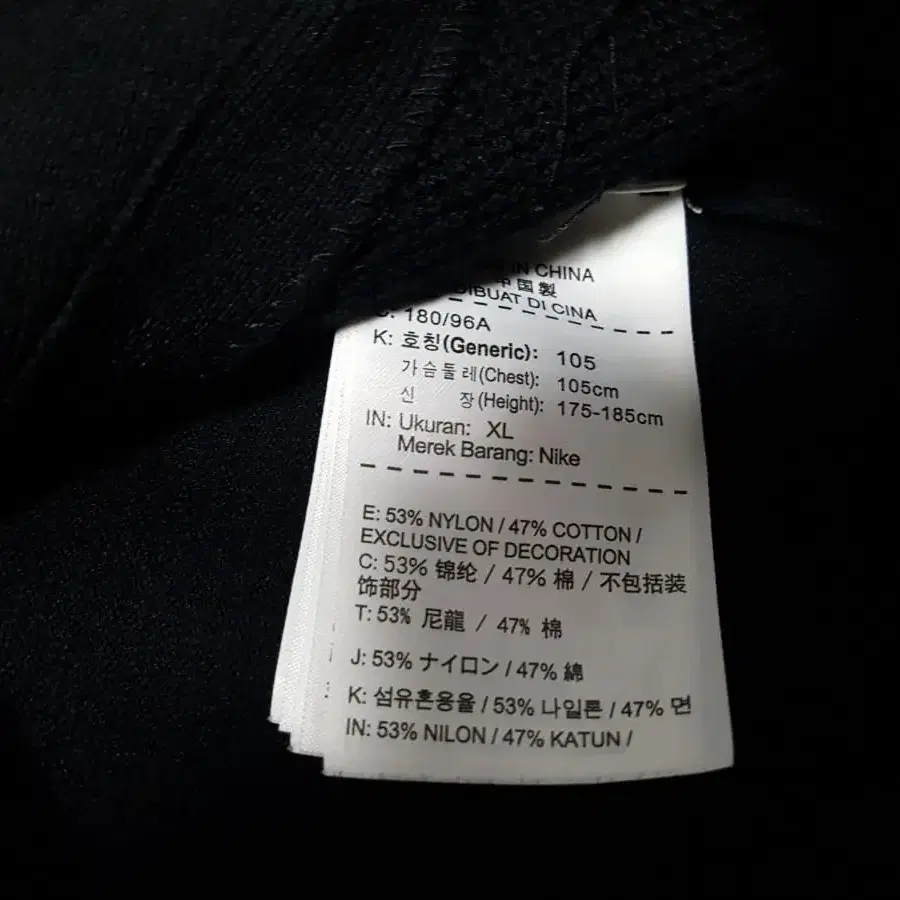 IN CHINA
中国製
DIBUAT DI CINA
C: 180/96A
K: 호칭(Generic): 105
가슴둘레(Chest): 105cm
신 장(Height): 175-185cm
IN: Ukuran: XL
Merek Barang: Nike
E: 53% NYLON / 47% COTTON /
EXCLUSIVE OF DECORATION
C: 53% 锦纶 / 47% 棉 / 不包括装
饰部分
T: 53% 尼龍 / 47% 棉
J: 53% ナイロン / 47% 綿
K: 섬유혼용율 / 53% 나일론 / 47% 면
IN: 53% NILON / 47% KATUN /